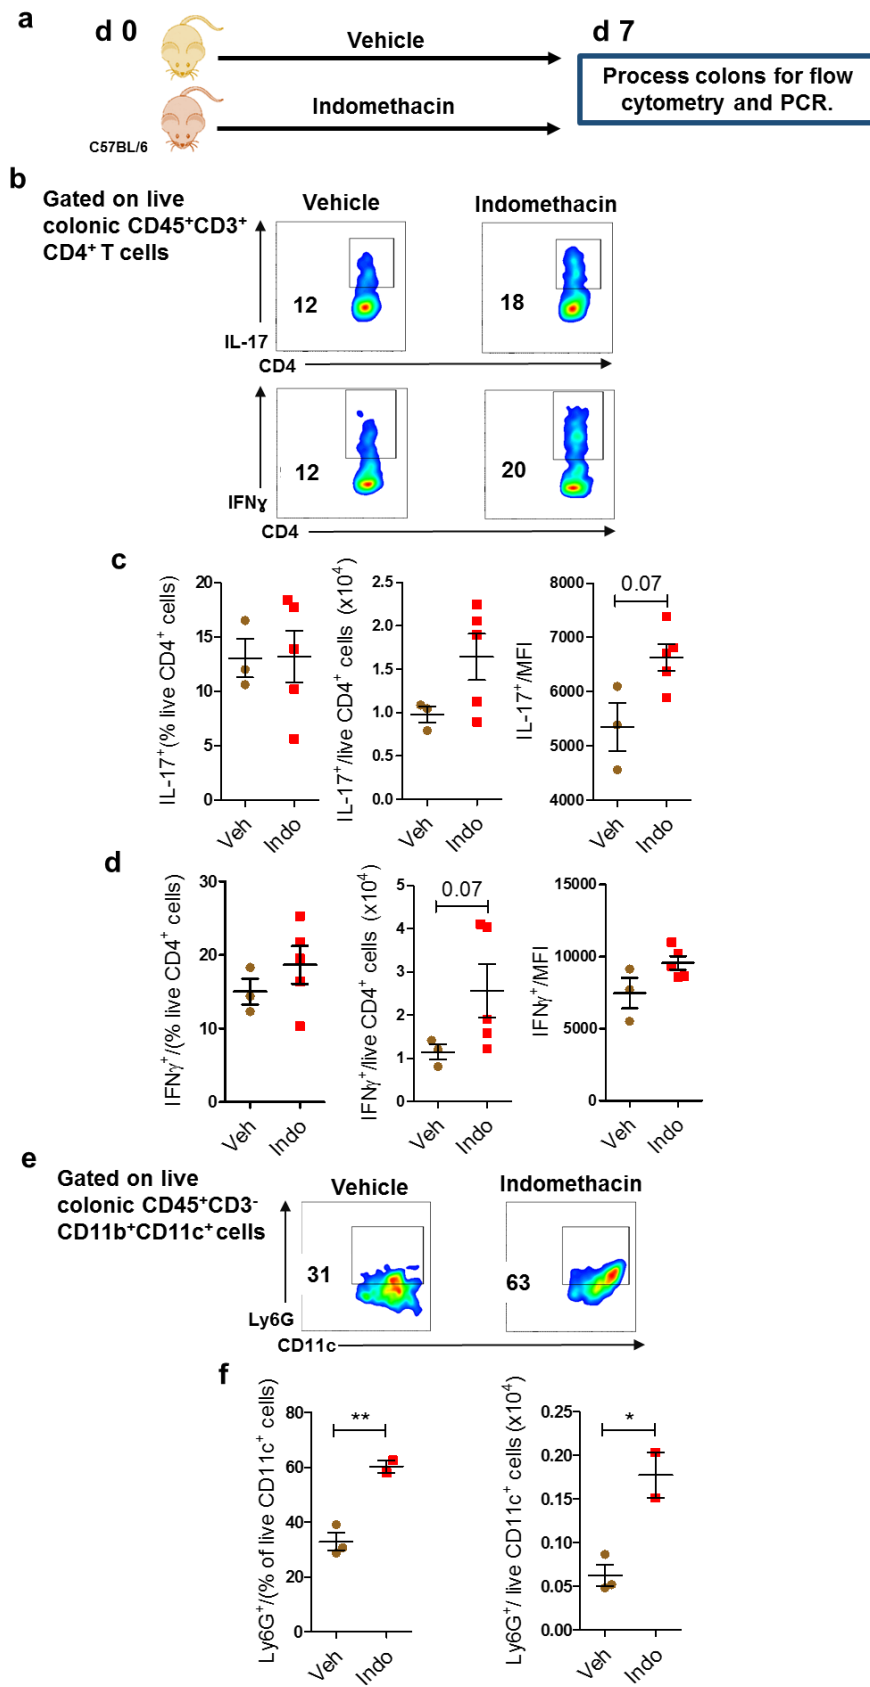 a
d 0
Vehicle
d 7
Indomethacin
Process colons for flow
cytometry and PCR.
C57BL/6
b
Gated on live
colonic CD45⁺CD3⁺
CD4⁺ T cells
Vehicle
Indomethacin
12
18
IL-17
CD4
12
20
IFNɣ
CD4
c
IL-17⁺(% live CD4⁺ cells)
20
15
10
5
0
Veh
Indo
IL-17⁺/live CD4⁺ cells (x10⁴)
2.5
2.0
1.5
1.0
0.5
0.0
Veh
Indo
IL-17⁺/MFI
8000
7000
6000
5000
4000
0.07
Veh
Indo
d
IFNγ⁺/(% live CD4⁺ cells)
30
20
10
0
Veh
Indo
IFNγ⁺/live CD4⁺ cells (x10⁴)
5
4
3
2
1
0
0.07
Veh
Indo
IFNγ⁺/MFI
15000
10000
5000
0
Veh
Indo
e
Gated on live
colonic CD45⁺CD3⁻
CD11b⁺CD11c⁺ cells
Vehicle
Indomethacin
31
63
Ly6G
CD11c
f
Ly6G⁺/(% of live CD11c⁺ cells)
80
60
40
20
0
**
Veh
Indo
Ly6G⁺/ live CD11c⁺ cells (x10⁴)
0.25
0.20
0.15
0.10
0.05
0.00
*
Veh
Indo